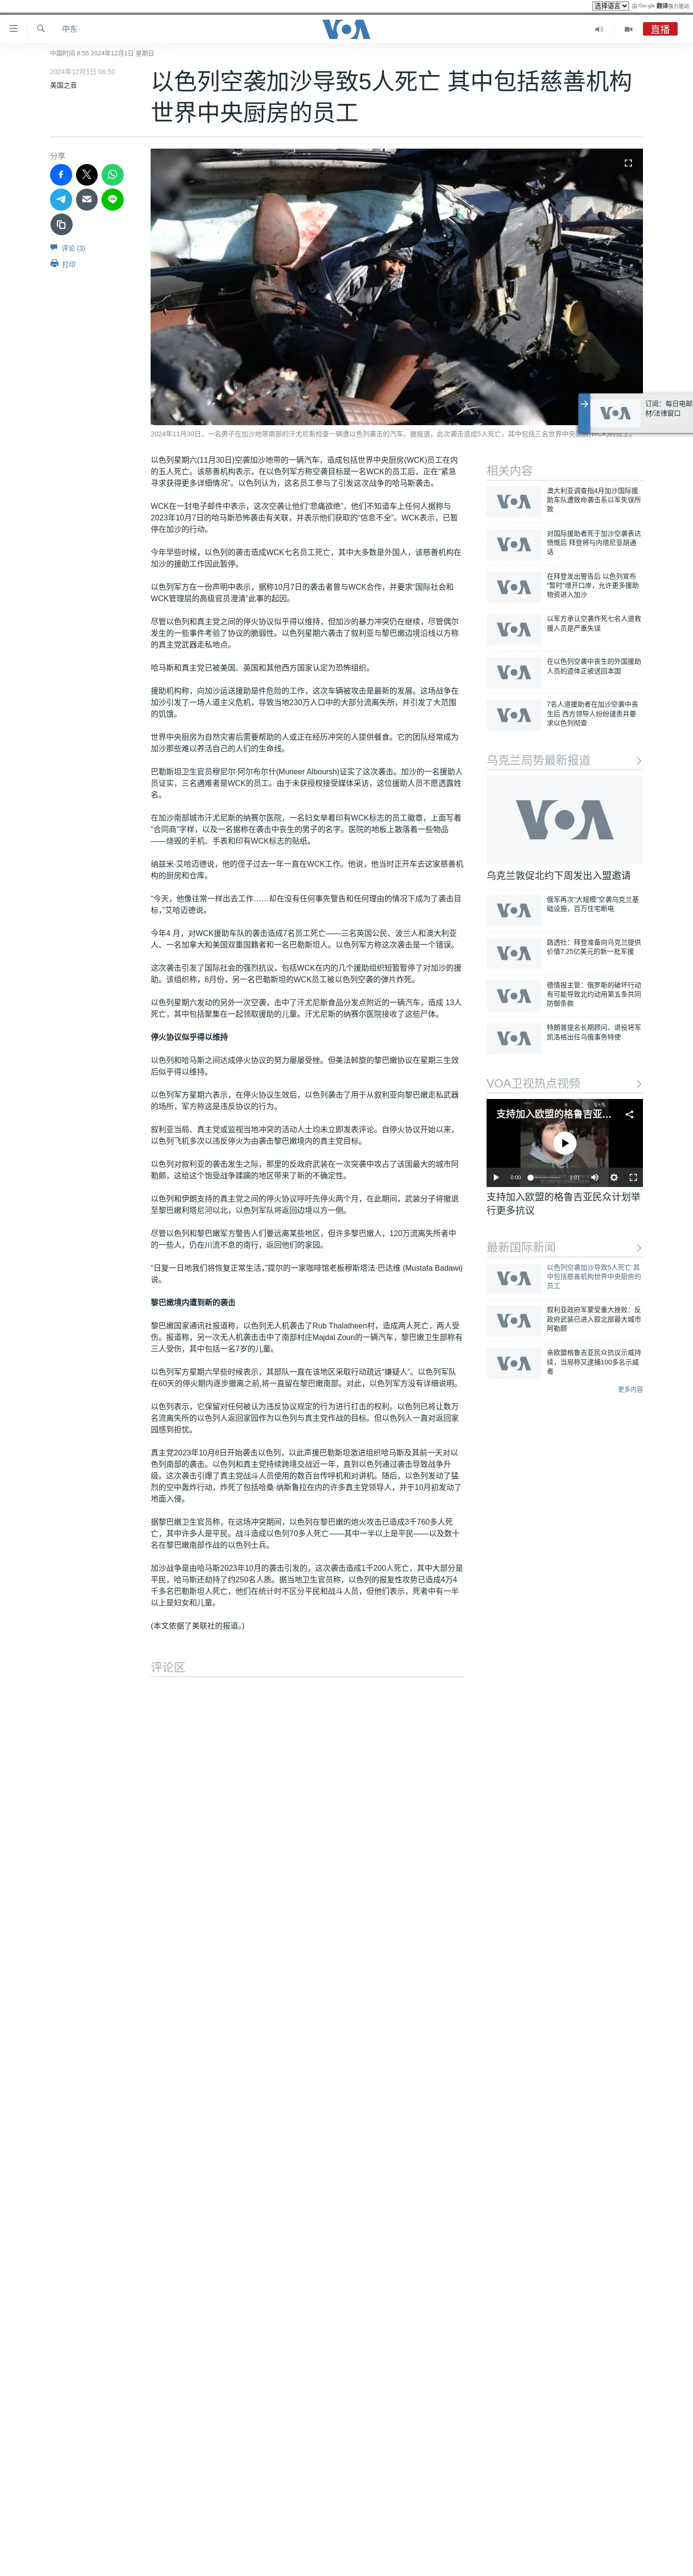 选择语言 由 Google 翻译强力驱动
中东
VOA
直播
中国时间 8:55 2024年12月1日 星期日
2024年12月1日 06:50
美国之音
以色列空袭加沙导致5人死亡 其中包括慈善机构
世界中央厨房的员工
分享
评论 (3)
打印
订阅：每日电邮
材/法律窗口
VOA
2024年11月30日，一名男子在加沙地带南部的汗尤尼斯检查一辆遭以色列袭击的汽车，据报道，此次袭击造成5人死亡，其中包括三名世界中央厨房(WCK)的员工。
以色列星期六(11月30日)空袭加沙地带的一辆汽车，造成包括世界中央厨房(WCK)员工在内
的五人死亡。该慈善机构表示，在以色列军方称空袭目标是一名WCK的员工后，正在“紧急
寻求获得更多详细情况”。以色列认为，这名员工参与了引发这次战争的哈马斯袭击。
WCK在一封电子邮件中表示，这次空袭让他们“悲痛欲绝”，他们不知道车上任何人据称与
2023年10月7日的哈马斯恐怖袭击有关联，并表示他们获取的“信息不全”。WCK表示，已暂
停在加沙的行动。
今年早些时候，以色列的袭击造成WCK七名员工死亡，其中大多数是外国人，该慈善机构在
加沙的援助工作因此暂停。
以色列军方在一份声明中表示，据称10月7日的袭击者曾与WCK合作，并要求“国际社会和
WCK管理层的高级官员澄清”此事的起因。
尽管以色列和真主党之间的停火协议似乎得以维持，但加沙的暴力冲突仍在继续，尽管偶尔
发生的一些事件考验了协议的脆弱性。以色列星期六袭击了叙利亚与黎巴嫩边境沿线以方称
的真主党武器走私地点。
哈马斯和真主党已被美国、英国和其他西方国家认定为恐怖组织。
援助机构称，向加沙运送援助是件危险的工作，这次车辆被攻击是最新的发展。这场战争在
加沙引发了一场人道主义危机，导致当地230万人口中的大部分流离失所，并引发了大范围
的饥饿。
世界中央厨房为自然灾害后需要帮助的人或正在经历冲突的人提供餐食。它的团队经常成为
加沙那些难以养活自己的人们的生命线。
巴勒斯坦卫生官员穆尼尔·阿尔布尔什(Muneer Alboursh)证实了这次袭击。加沙的一名援助人
员证实，三名遇难者是WCK的员工。由于未获授权接受媒体采访，这位援助人员不愿透露姓
名。
在加沙南部城市汗尤尼斯的纳赛尔医院，一名妇女举着印有WCK标志的员工徽章，上面写着
“合同商”字样，以及一名据称在袭击中丧生的男子的名字。医院的地板上散落着一些物品
——烧毁的手机、手表和印有WCK标志的贴纸。
纳兹米·艾哈迈德说，他的侄子过去一年一直在WCK工作。他说，他当时正开车去这家慈善机
构的厨房和仓库。
“今天，他像往常一样出去工作……却在没有任何事先警告和任何理由的情况下成为了袭击目
标，”艾哈迈德说。
今年4 月，对WCK援助车队的袭击造成7名员工死亡——三名英国公民、波兰人和澳大利亚
人、一名加拿大和美国双重国籍者和一名巴勒斯坦人。以色列军方称这次袭击是一个错误。
这次袭击引发了国际社会的强烈抗议，包括WCK在内的几个援助组织短暂暂停了对加沙的援
助。该组织称，8月份，另一名巴勒斯坦的WCK员工被以色列空袭的弹片炸死。
以色列星期六发动的另外一次空袭，击中了汗尤尼斯食品分发点附近的一辆汽车，造成 13人
死亡，其中包括聚集在一起领取援助的儿童。汗尤尼斯的纳赛尔医院接收了这些尸体。
停火协议似乎得以维持
以色列和哈马斯之间达成停火协议的努力屡屡受挫。但美法斡旋的黎巴嫩协议在星期三生效
后似乎得以维持。
以色列军方星期六表示，在停火协议生效后，以色列袭击了用于从叙利亚向黎巴嫩走私武器
的场所，军方称这是违反协议的行为。
叙利亚当局、真主党或监视当地冲突的活动人士均未立即发表评论。自停火协议开始以来，
以色列飞机多次以违反停火为由袭击黎巴嫩境内的真主党目标。
以色列对叙利亚的袭击发生之际，那里的反政府武装在一次突袭中攻占了该国最大的城市阿
勒颇，这给这个饱受战争蹂躏的地区带来了新的不确定性。
以色列和伊朗支持的真主党之间的停火协议呼吁先停火两个月，在此期间，武装分子将撤退
至黎巴嫩利塔尼河以北，以色列军队将返回边境以方一侧。
尽管以色列和黎巴嫩军方警告人们要远离某些地区，但许多黎巴嫩人，120万流离失所者中
的一些人，仍在川流不息的南行，返回他们的家园。
“日复一日地我们将恢复正常生活，”提尔的一家咖啡馆老板穆斯塔法·巴达维 (Mustafa Badawi)
说。
黎巴嫩境内遭到新的袭击
黎巴嫩国家通讯社报道称，以色列无人机袭击了Rub Thalatheen村，造成两人死亡，两人受
伤。报道称，另一次无人机袭击击中了南部村庄Majdal Zoun的一辆汽车，黎巴嫩卫生部称有
三人受伤，其中包括一名7岁的儿童。
以色列军方星期六早些时候表示，其部队一直在该地区采取行动疏远“嫌疑人”。以色列军队
在60天的停火期内逐步撤离之前,将一直留在黎巴嫩南部。对此，以色列军方没有详细说明。
以色列表示，它保留对任何被认为违反协议规定的行为进行打击的权利。以色列已将让数万
名流离失所的以色列人返回家园作为以色列与真主党作战的目标。但以色列人一直对返回家
园感到担忧。
真主党2023年10月8日开始袭击以色列，以此声援巴勒斯坦激进组织哈马斯及其前一天对以
色列南部的袭击。以色列和真主党持续跨境交战近一年，直到以色列通过袭击导致战争升
级。这次袭击引爆了真主党战斗人员使用的数百台传呼机和对讲机。随后，以色列发动了猛
烈的空中轰炸行动，炸死了包括哈桑·纳斯鲁拉在内的许多真主党领导人，并于10月初发动了
地面入侵。
据黎巴嫩卫生官员称，在这场冲突期间，以色列在黎巴嫩的炮火攻击已造成3千760多人死
亡，其中许多人是平民。战斗造成以色列70多人死亡——其中一半以上是平民——以及数十
名在黎巴嫩南部作战的以色列士兵。
加沙战争是由哈马斯2023年10月的袭击引发的，这次袭击造成1千200人死亡，其中大部分是
平民，哈马斯还劫持了约250名人质。据当地卫生官员称，以色列的报复性攻势已造成4万4
千多名巴勒斯坦人死亡，他们在统计时不区分平民和战斗人员，但他们表示，死者中有一半
以上是妇女和儿童。
(本文依据了美联社的报道。)
评论区
相关内容
VOA
澳大利亚调查指4月加沙国际援
助车队遭致命袭击系以军失误所
致
VOA
对国际援助者死于加沙空袭表达
愤慨后 拜登将与内塔尼亚胡通
话
VOA
在拜登发出警告后 以色列宣布
“暂时”增开口岸，允许更多援助
物资进入加沙
VOA
以军方承认空袭炸死七名人道救
援人员是严重失误
VOA
在以色列空袭中丧生的外国援助
人员的遗体正被送回本国
VOA
7名人道援助者在加沙空袭中丧
生后 西方领导人纷纷谴责并要
求以色列彻查
乌克兰局势最新报道
VOA
乌克兰敦促北约下周发出入盟邀请
VOA
俄军再次“大规模”空袭乌克兰基
础设施，百万住宅断电
VOA
路透社：拜登准备向乌克兰提供
价值7.25亿美元的新一批军援
VOA
德情报主管：俄罗斯的破坏行动
有可能导致北约动用第五条共同
防御条款
VOA
特朗普提名长期顾问、退役将军
凯洛格出任乌俄事务特使
VOA卫视热点视频
支持加入欧盟的格鲁吉亚…
0:00
1:01
支持加入欧盟的格鲁吉亚民众计划举
行更多抗议
最新国际新闻
VOA
以色列空袭加沙导致5人死亡 其
中包括慈善机构世界中央厨房的
员工
VOA
叙利亚政府军蒙受重大挫败：反
政府武装已进入叙北部最大城市
阿勒颇
VOA
亲欧盟格鲁吉亚民众抗议示威持
续，当局称又逮捕100多名示威
者
更多内容